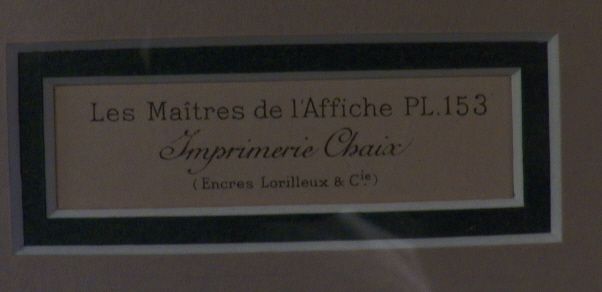 Les Maîtres de l'Affiche PL.153
Imprimerie Chaix
(Encres Lorilleux & Cie)